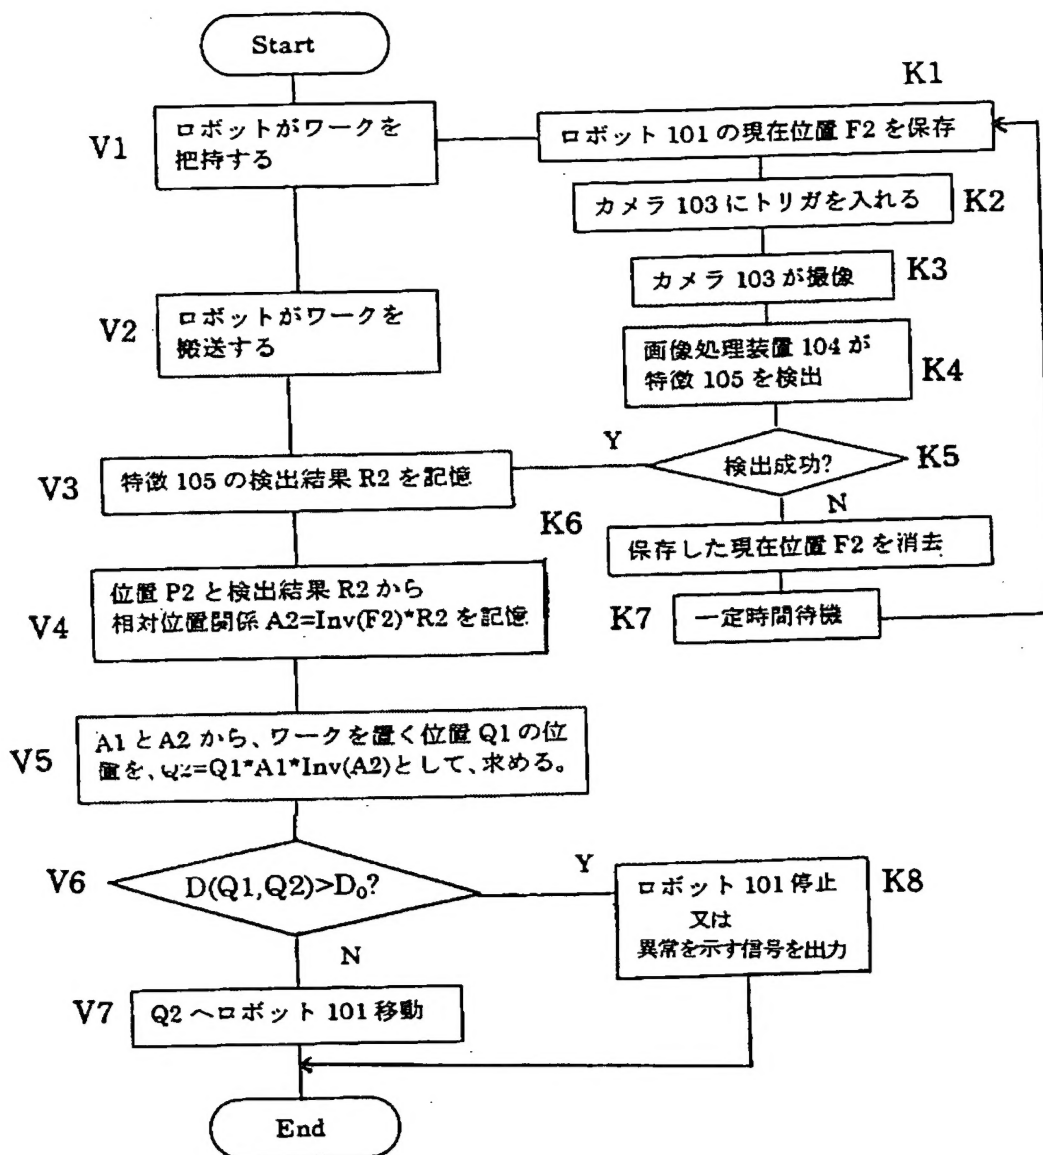 Start
V1
ロボットがワークを
把持する
K1
ロボット 101 の現在位置 F2 を保存
カメラ 103 にトリガを入れる
K2
カメラ 103 が撮像
K3
V2
ロボットがワークを
搬送する
画像処理装置 104 が
特徴 105 を検出
K4
Y
検出成功?
K5
N
V3
特徴 105 の検出結果 R2 を記憶
K6
保存した現在位置 F2 を消去
K7
一定時間待機
V4
位置 P2 と検出結果 R2 から
相対位置関係 A2=Inv(F2)*R2 を記憶
V5
A1 と A2 から、ワークを置く位置 Q1 の位
置を、Q2=Q1*A1*Inv(A2)として、求める。
V6
D(Q1,Q2)>D₀?
Y
N
K8
ロボット 101 停止
又は
異常を示す信号を出力
V7
Q2 へロボット 101 移動
End